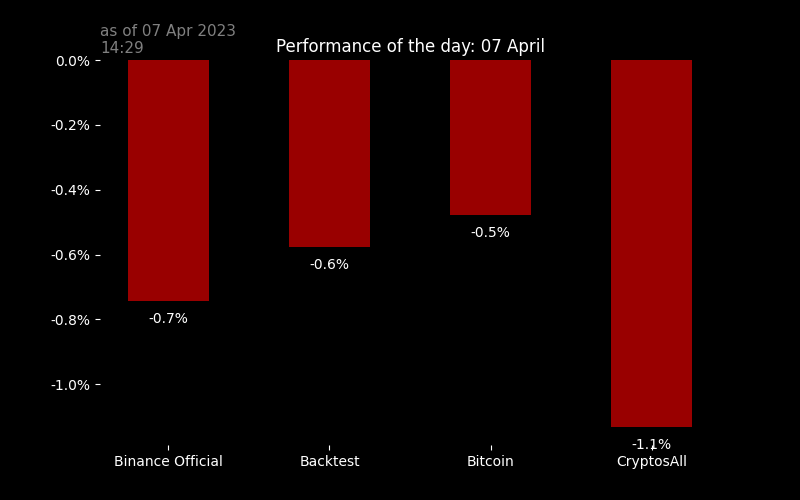 as of 07 Apr 2023
14:29
Performance of the day: 07 April
0.0%
-0.2%
-0.4%
-0.6%
-0.8%
-1.0%
-0.7%
-0.6%
-0.5%
-1.1%
Binance Official
Backtest
Bitcoin
CryptosAll